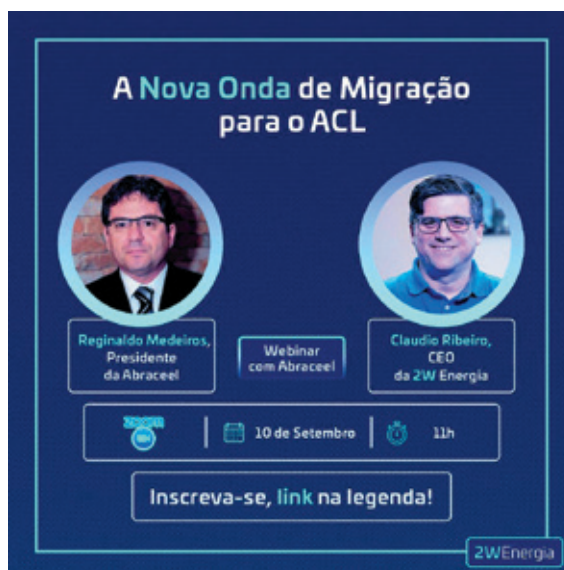 A Nova Onda de Migração
para o ACL
Reginaldo Medeiros,
Presidente
da Abraceel
Webinar
com Abraceel
Claudio Ribeiro,
CEO
da 2W Energia
zoom
10 de Setembro
11h
Inscreva-se, link na legenda!
2WEnergia